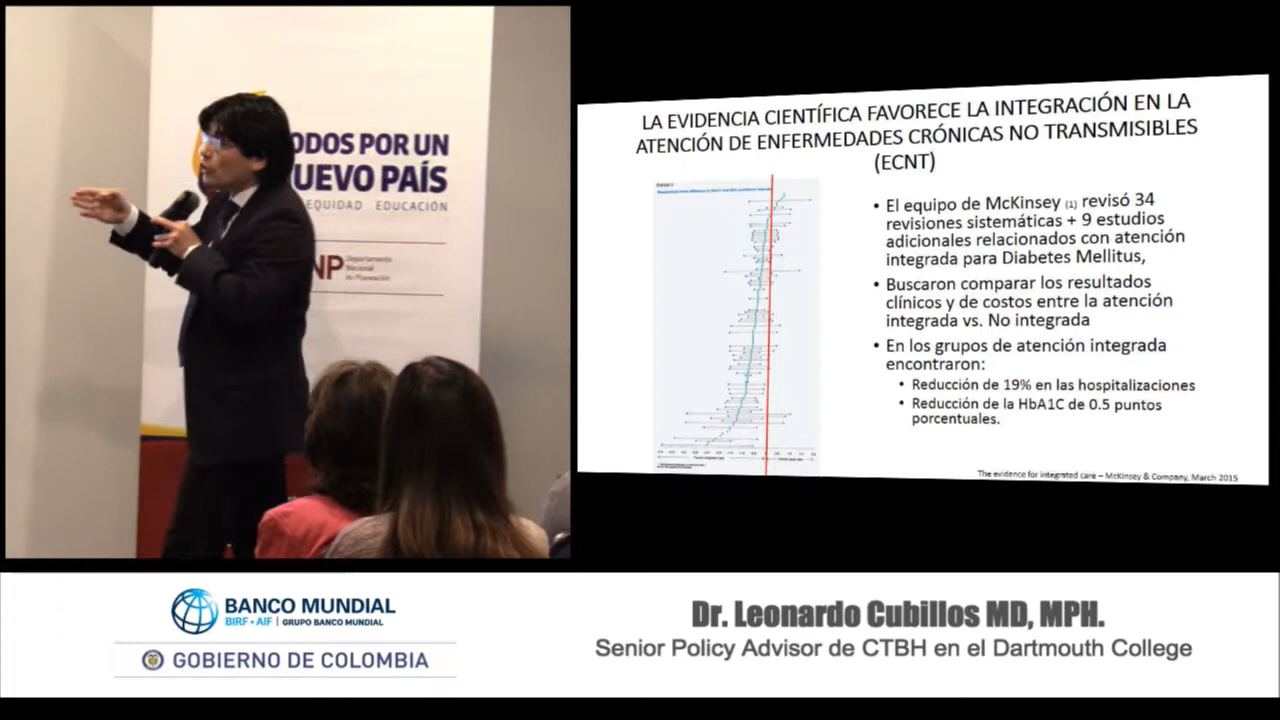 ODOS POR UN
UEVO PAÍS
EQUIDAD EDUCACIÓN
NP
Departamento
Nacional
de Planeación
LA EVIDENCIA CIENTÍFICA FAVORECE LA INTEGRACIÓN EN LA
ATENCIÓN DE ENFERMEDADES CRÓNICAS NO TRANSMISIBLES
(ECNT)
• El equipo de McKinsey (1) revisó 34
revisiones sistemáticas + 9 estudios
adicionales relacionados con atención
integrada para Diabetes Mellitus,
• Buscaron comparar los resultados
clínicos y de costos entre la atención
integrada vs. No integrada
• En los grupos de atención integrada
encontraron:
• Reducción de 19% en las hospitalizaciones
• Reducción de la HbA1C de 0.5 puntos
porcentuales.
The evidence for integrated care – McKinsey & Company, March 2015
BANCO MUNDIAL
BIRF • AIF | GRUPO BANCO MUNDIAL
GOBIERNO DE COLOMBIA
Dr. Leonardo Cubillos MD, MPH.
Senior Policy Advisor de CTBH en el Dartmouth College